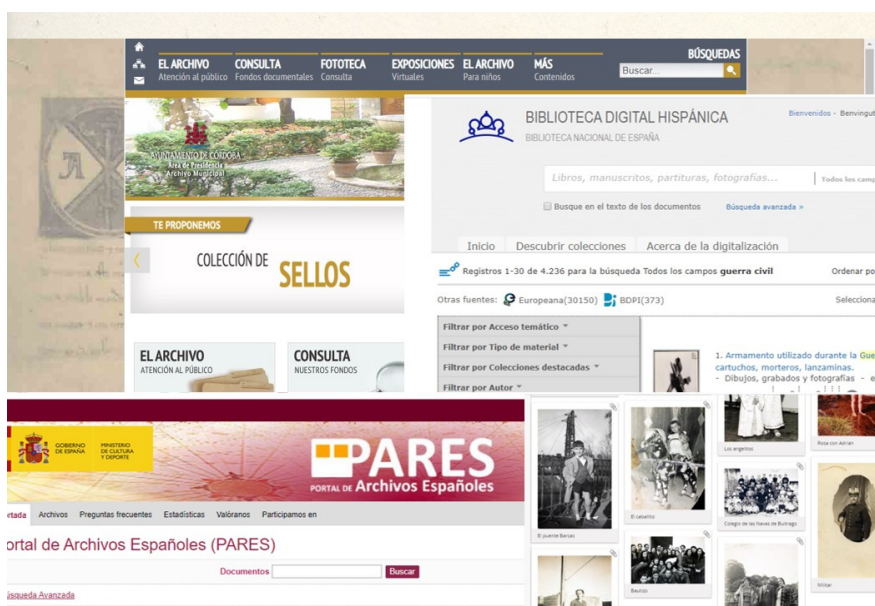 EL ARCHIVO
Atención al público
CONSULTA
Fondos documentales
FOTOTECA
Consulta
EXPOSICIONES
Virtuales
EL ARCHIVO
Para niños
MÁS
Contenidos
BÚSQUEDAS
Buscar...
AYUNTAMIENTO DE CÓRDOBA
Área de Presidencia
Archivo Municipal
TE PROPONEMOS
COLECCIÓN DE
SELLOS
EL ARCHIVO
ATENCIÓN AL PÚBLICO
CONSULTA
NUESTROS FONDOS
BIBLIOTECA DIGITAL HISPÁNICA
BIBLIOTECA NACIONAL DE ESPAÑA
Bienvenidos - Benvingut
Libros, manuscritos, partituras, fotografías...
Todos los camp
Busque en el texto de los documentos
Búsqueda avanzada »
Inicio
Descubrir colecciones
Acerca de la digitalización
Registros 1-30 de 4.236 para la búsqueda Todos los campos guerra civil
Ordenar po
Otras fuentes: Europeana(30150) BDPI(373)
Selecciona
Filtrar por Acceso temático
Filtrar por Tipo de material
Filtrar por Colecciones destacadas
Filtrar por Autor
1. Armamento utilizado durante la Gue
cartuchos, morteros, lanzaminas.
- Dibujos, grabados y fotografías - e
GOBIERNO
DE ESPAÑA
MINISTERIO
DE CULTURA
Y DEPORTE
PARES
PORTAL DE Archivos Españoles
ortada
Archivos
Preguntas frecuentes
Estadísticas
Valóranos
Participamos en
ortal de Archivos Españoles (PARES)
Documentos
Buscar
úsqueda Avanzada
El puente Barcas
El caballito
Bautizo
Los angelitos
Colegio de las Navas de Buitrago
Rosa con Adrián
Militar